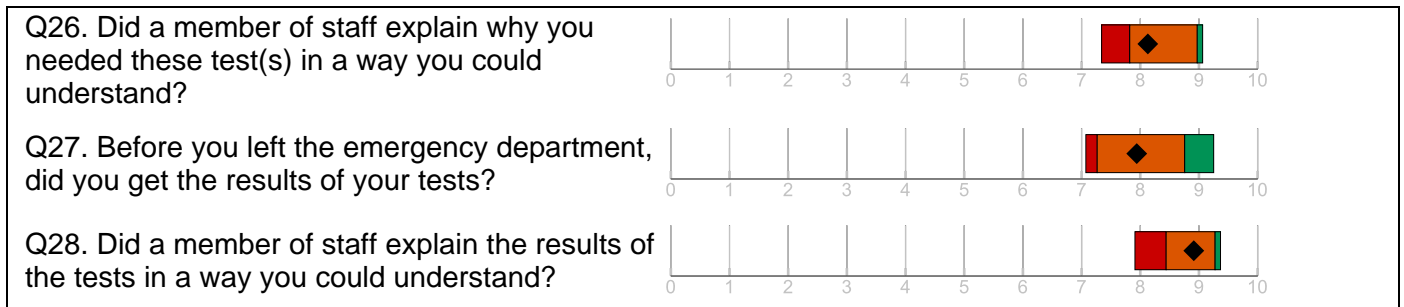 Q26. Did a member of staff explain why you
needed these test(s) in a way you could
understand?
0 1 2 3 4 5 6 7 8 9 10
Q27. Before you left the emergency department,
did you get the results of your tests?
0 1 2 3 4 5 6 7 8 9 10
Q28. Did a member of staff explain the results of
the tests in a way you could understand?
0 1 2 3 4 5 6 7 8 9 10